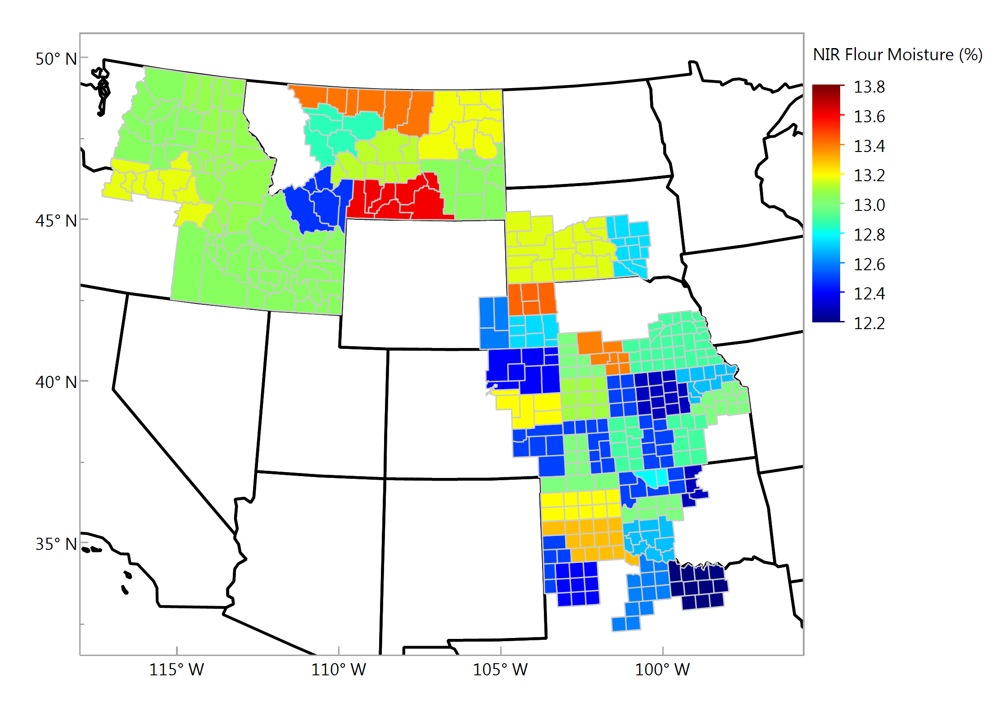 50° N
45° N
40° N
35° N
115° W
110° W
105° W
100° W
NIR Flour Moisture (%)
13.8
13.6
13.4
13.2
13.0
12.8
12.6
12.4
12.2